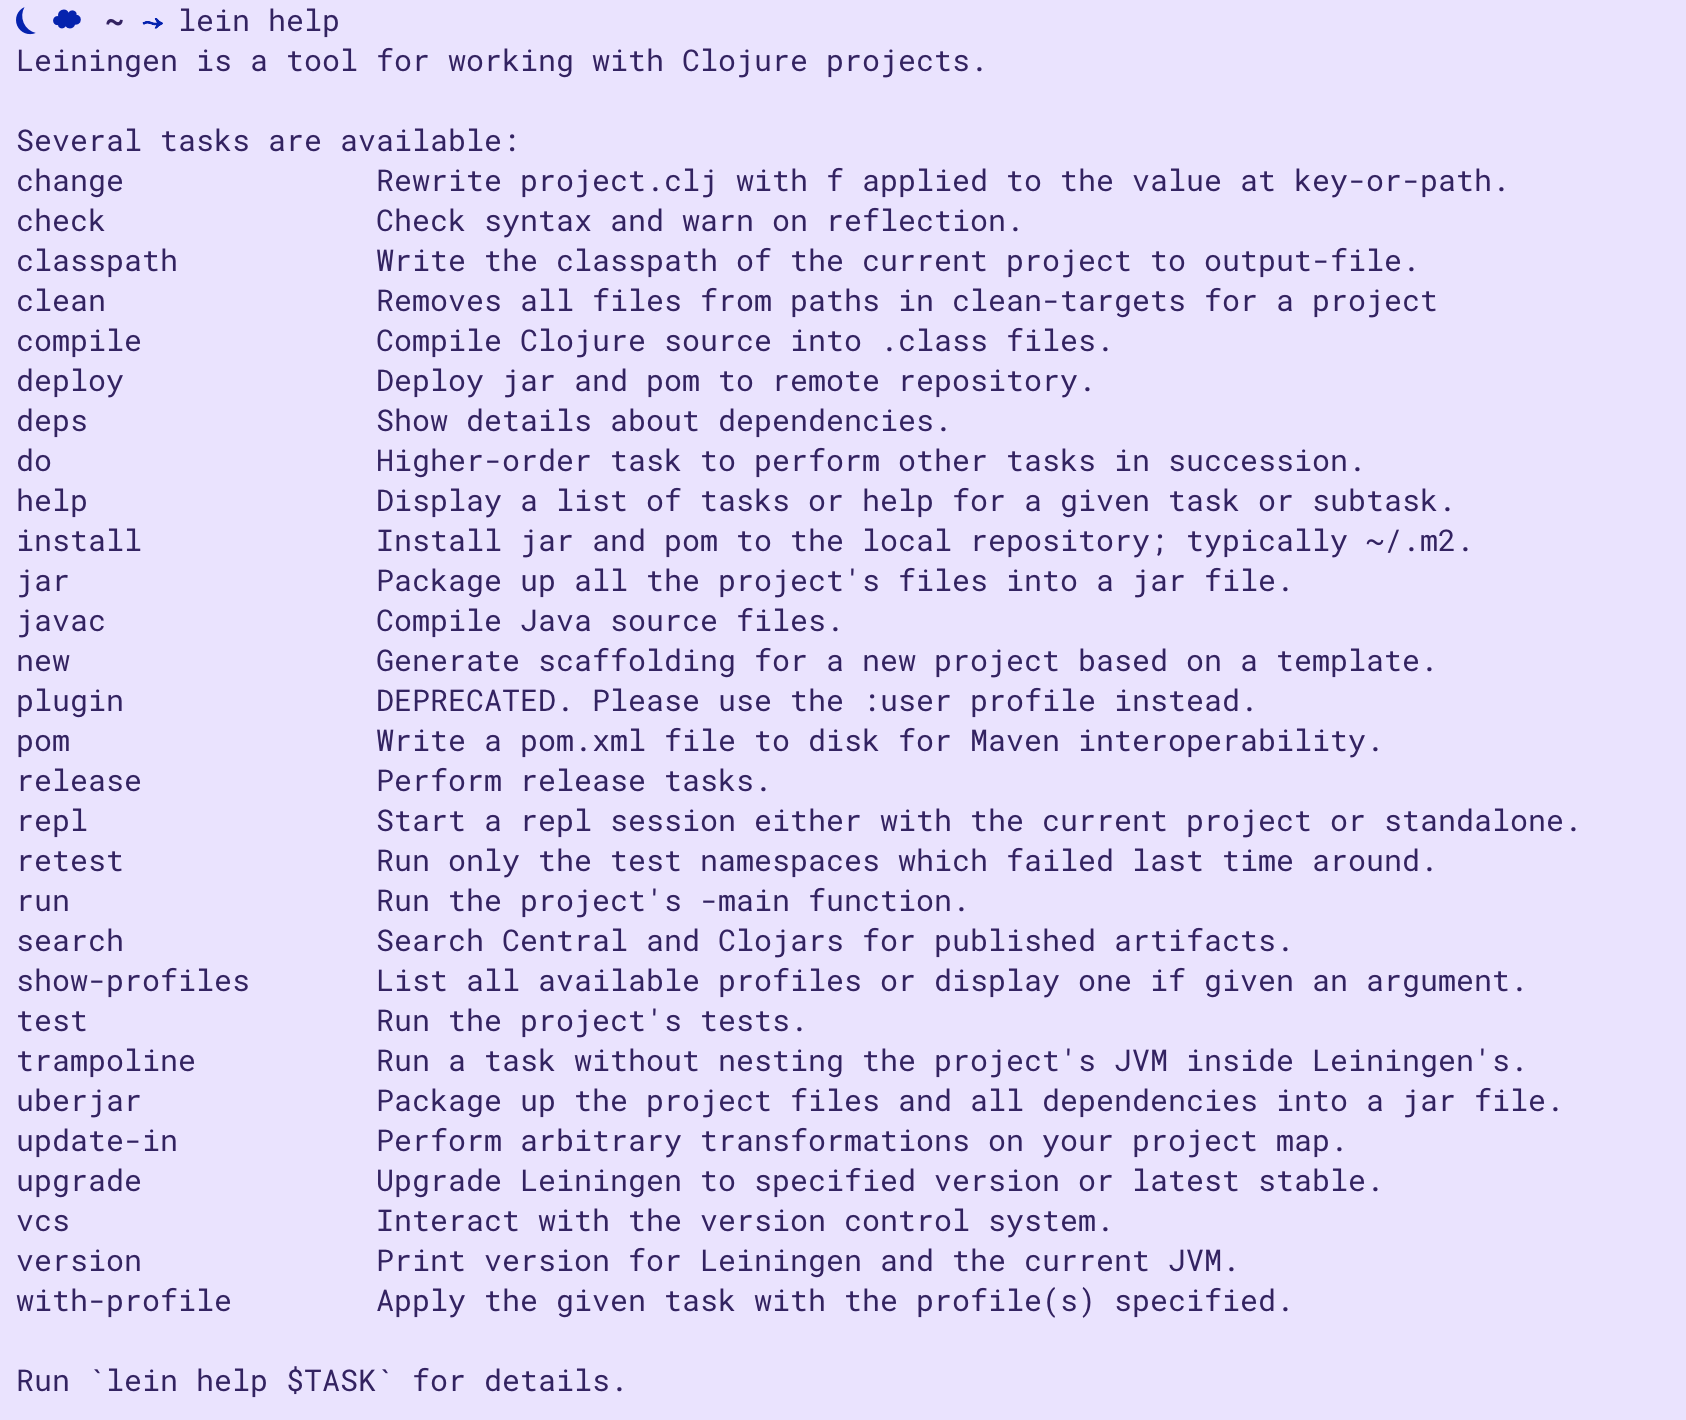 ~ → lein help
Leiningen is a tool for working with Clojure projects.

Several tasks are available:
change              Rewrite project.clj with f applied to the value at key-or-path.
check               Check syntax and warn on reflection.
classpath           Write the classpath of the current project to output-file.
clean               Removes all files from paths in clean-targets for a project
compile             Compile Clojure source into .class files.
deploy              Deploy jar and pom to remote repository.
deps                Show details about dependencies.
do                  Higher-order task to perform other tasks in succession.
help                Display a list of tasks or help for a given task or subtask.
install             Install jar and pom to the local repository; typically ~/.m2.
jar                 Package up all the project's files into a jar file.
javac               Compile Java source files.
new                 Generate scaffolding for a new project based on a template.
plugin              DEPRECATED. Please use the :user profile instead.
pom                 Write a pom.xml file to disk for Maven interoperability.
release             Perform release tasks.
repl                Start a repl session either with the current project or standalone.
retest              Run only the test namespaces which failed last time around.
run                 Run the project's -main function.
search              Search Central and Clojars for published artifacts.
show-profiles       List all available profiles or display one if given an argument.
test                Run the project's tests.
trampoline          Run a task without nesting the project's JVM inside Leiningen's.
uberjar             Package up the project files and all dependencies into a jar file.
update-in           Perform arbitrary transformations on your project map.
upgrade             Upgrade Leiningen to specified version or latest stable.
vcs                 Interact with the version control system.
version             Print version for Leiningen and the current JVM.
with-profile        Apply the given task with the profile(s) specified.

Run `lein help $TASK` for details.